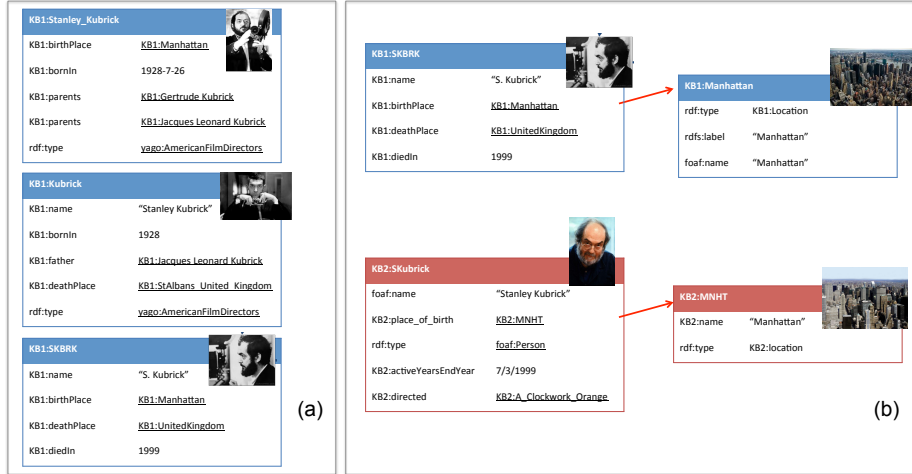 KB1:Stanley_Kubrick
KB1:birthPlace KB1:Manhattan
KB1:bornIn 1928-7-26
KB1:parents KB1:Gertrude Kubrick
KB1:parents KB1:Jacques Leonard Kubrick
rdf:type yago:AmericanFilmDirectors
KB1:Kubrick
KB1:name “Stanley Kubrick”
KB1:bornIn 1928
KB1:father KB1:Jacques Leonard Kubrick
KB1:deathPlace KB1:StAlbans_United_Kingdom
rdf:type yago:AmericanFilmDirectors
KB1:SKBRK
KB1:name “S. Kubrick”
KB1:birthPlace KB1:Manhattan
KB1:deathPlace KB1:UnitedKingdom
KB1:diedIn 1999
(a)
KB1:SKBRK
KB1:name “S. Kubrick”
KB1:birthPlace KB1:Manhattan
KB1:deathPlace KB1:UnitedKingdom
KB1:diedIn 1999
KB1:Manhattan
rdf:type KB1:Location
rdfs:label “Manhattan”
foaf:name “Manhattan”
KB2:SKubrick
foaf:name “Stanley Kubrick”
KB2:place_of_birth KB2:MNHT
rdf:type foaf:Person
KB2:activeYearsEndYear 7/3/1999
KB2:directed KB2:A_Clockwork_Orange
KB2:MNHT
KB2:name “Manhattan”
rdf:type KB2:location
(b)